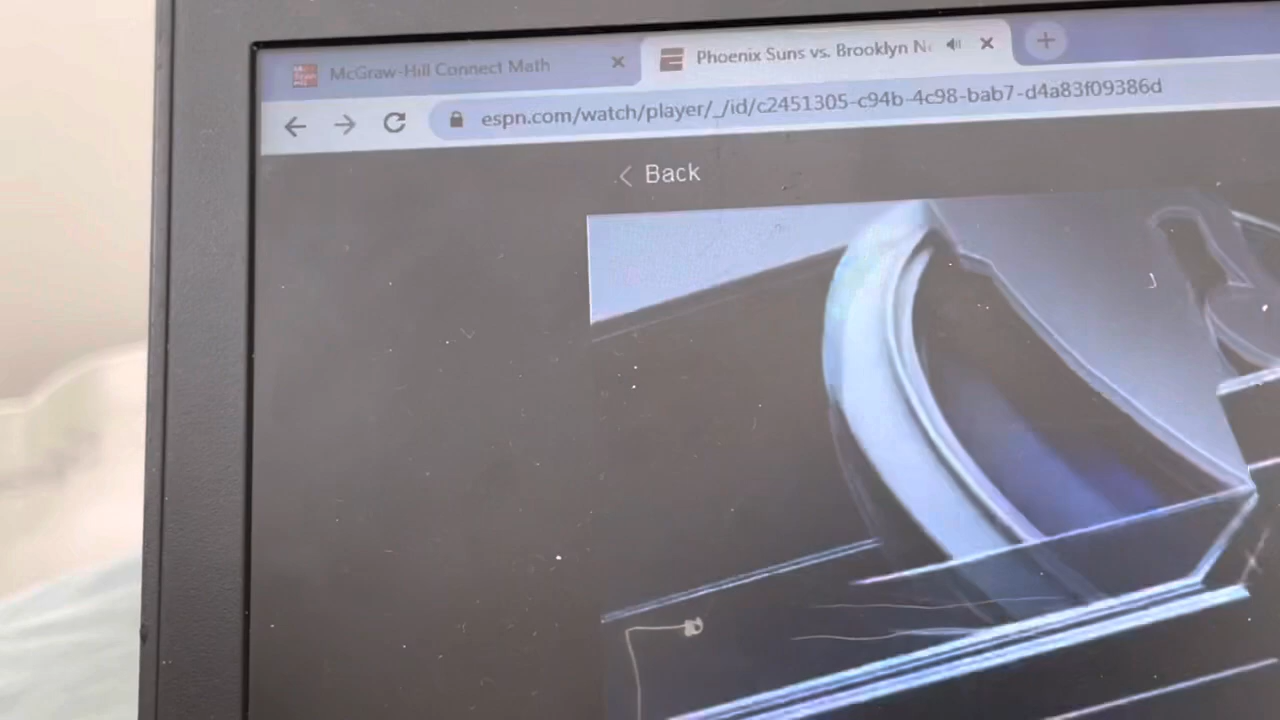 McGraw-Hill Connect Math
Phoenix Suns vs. Brooklyn Ne
espn.com/watch/player/_/id/c2451305-c94b-4c98-bab7-d4a83f09386d
Back